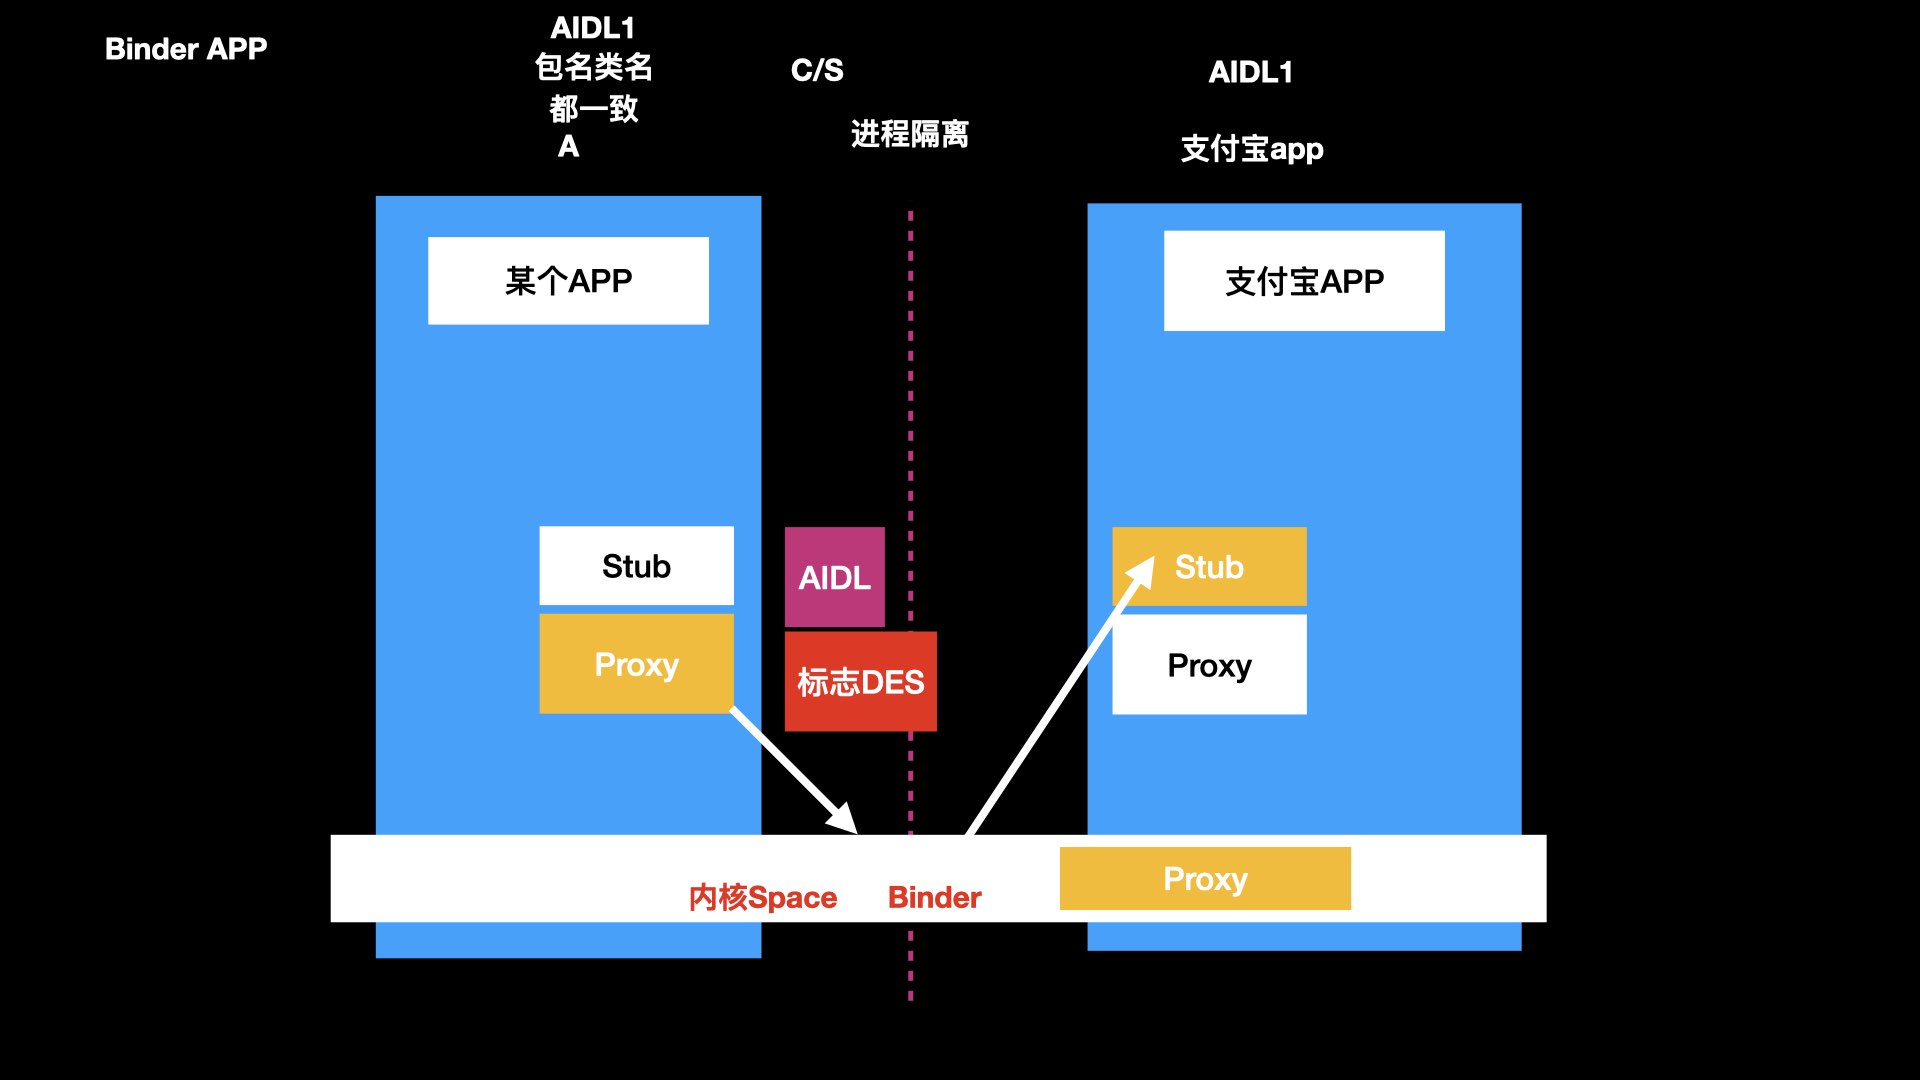 Binder APP
AIDL1
包名类名
都一致
A
C/S
进程隔离
AIDL1
支付宝app
某个APP
支付宝APP
Stub
Proxy
AIDL
标志DES
Stub
Proxy
内核Space
Binder
Proxy